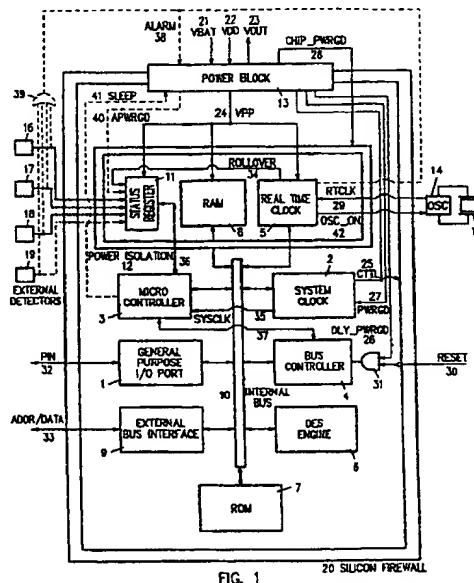 ALARM 38
21 VBAT
22 VDD
23 VOUT
CHIP_PWRGD 28
POWER BLOCK 13
39
41 SLEEP
40 APWRGD
24 VPP
16
17
18
19
EXTERNAL DETECTORS
11
STATUS REGISTER
ROLLOVER 34
RAM 8
REAL TIME CLOCK 5
RTCLK 29
OSC_ON 42
14
OSC
POWER ISOLATION 12
36
MICRO CONTROLLER 3
2
SYSTEM CLOCK
25 CTTL
27 PWRGD
SYSCLK 35
37
DLY_PWRGD 26
PIN 32
GENERAL PURPOSE I/O PORT 1
10
INTERNAL BUS
BUS CONTROLLER 4
31
RESET 30
ADDR/DATA 33
EXTERNAL BUS INTERFACE 9
DES ENGINE 6
ROM 7
20 SILICON FIREWALL
FIG. 1